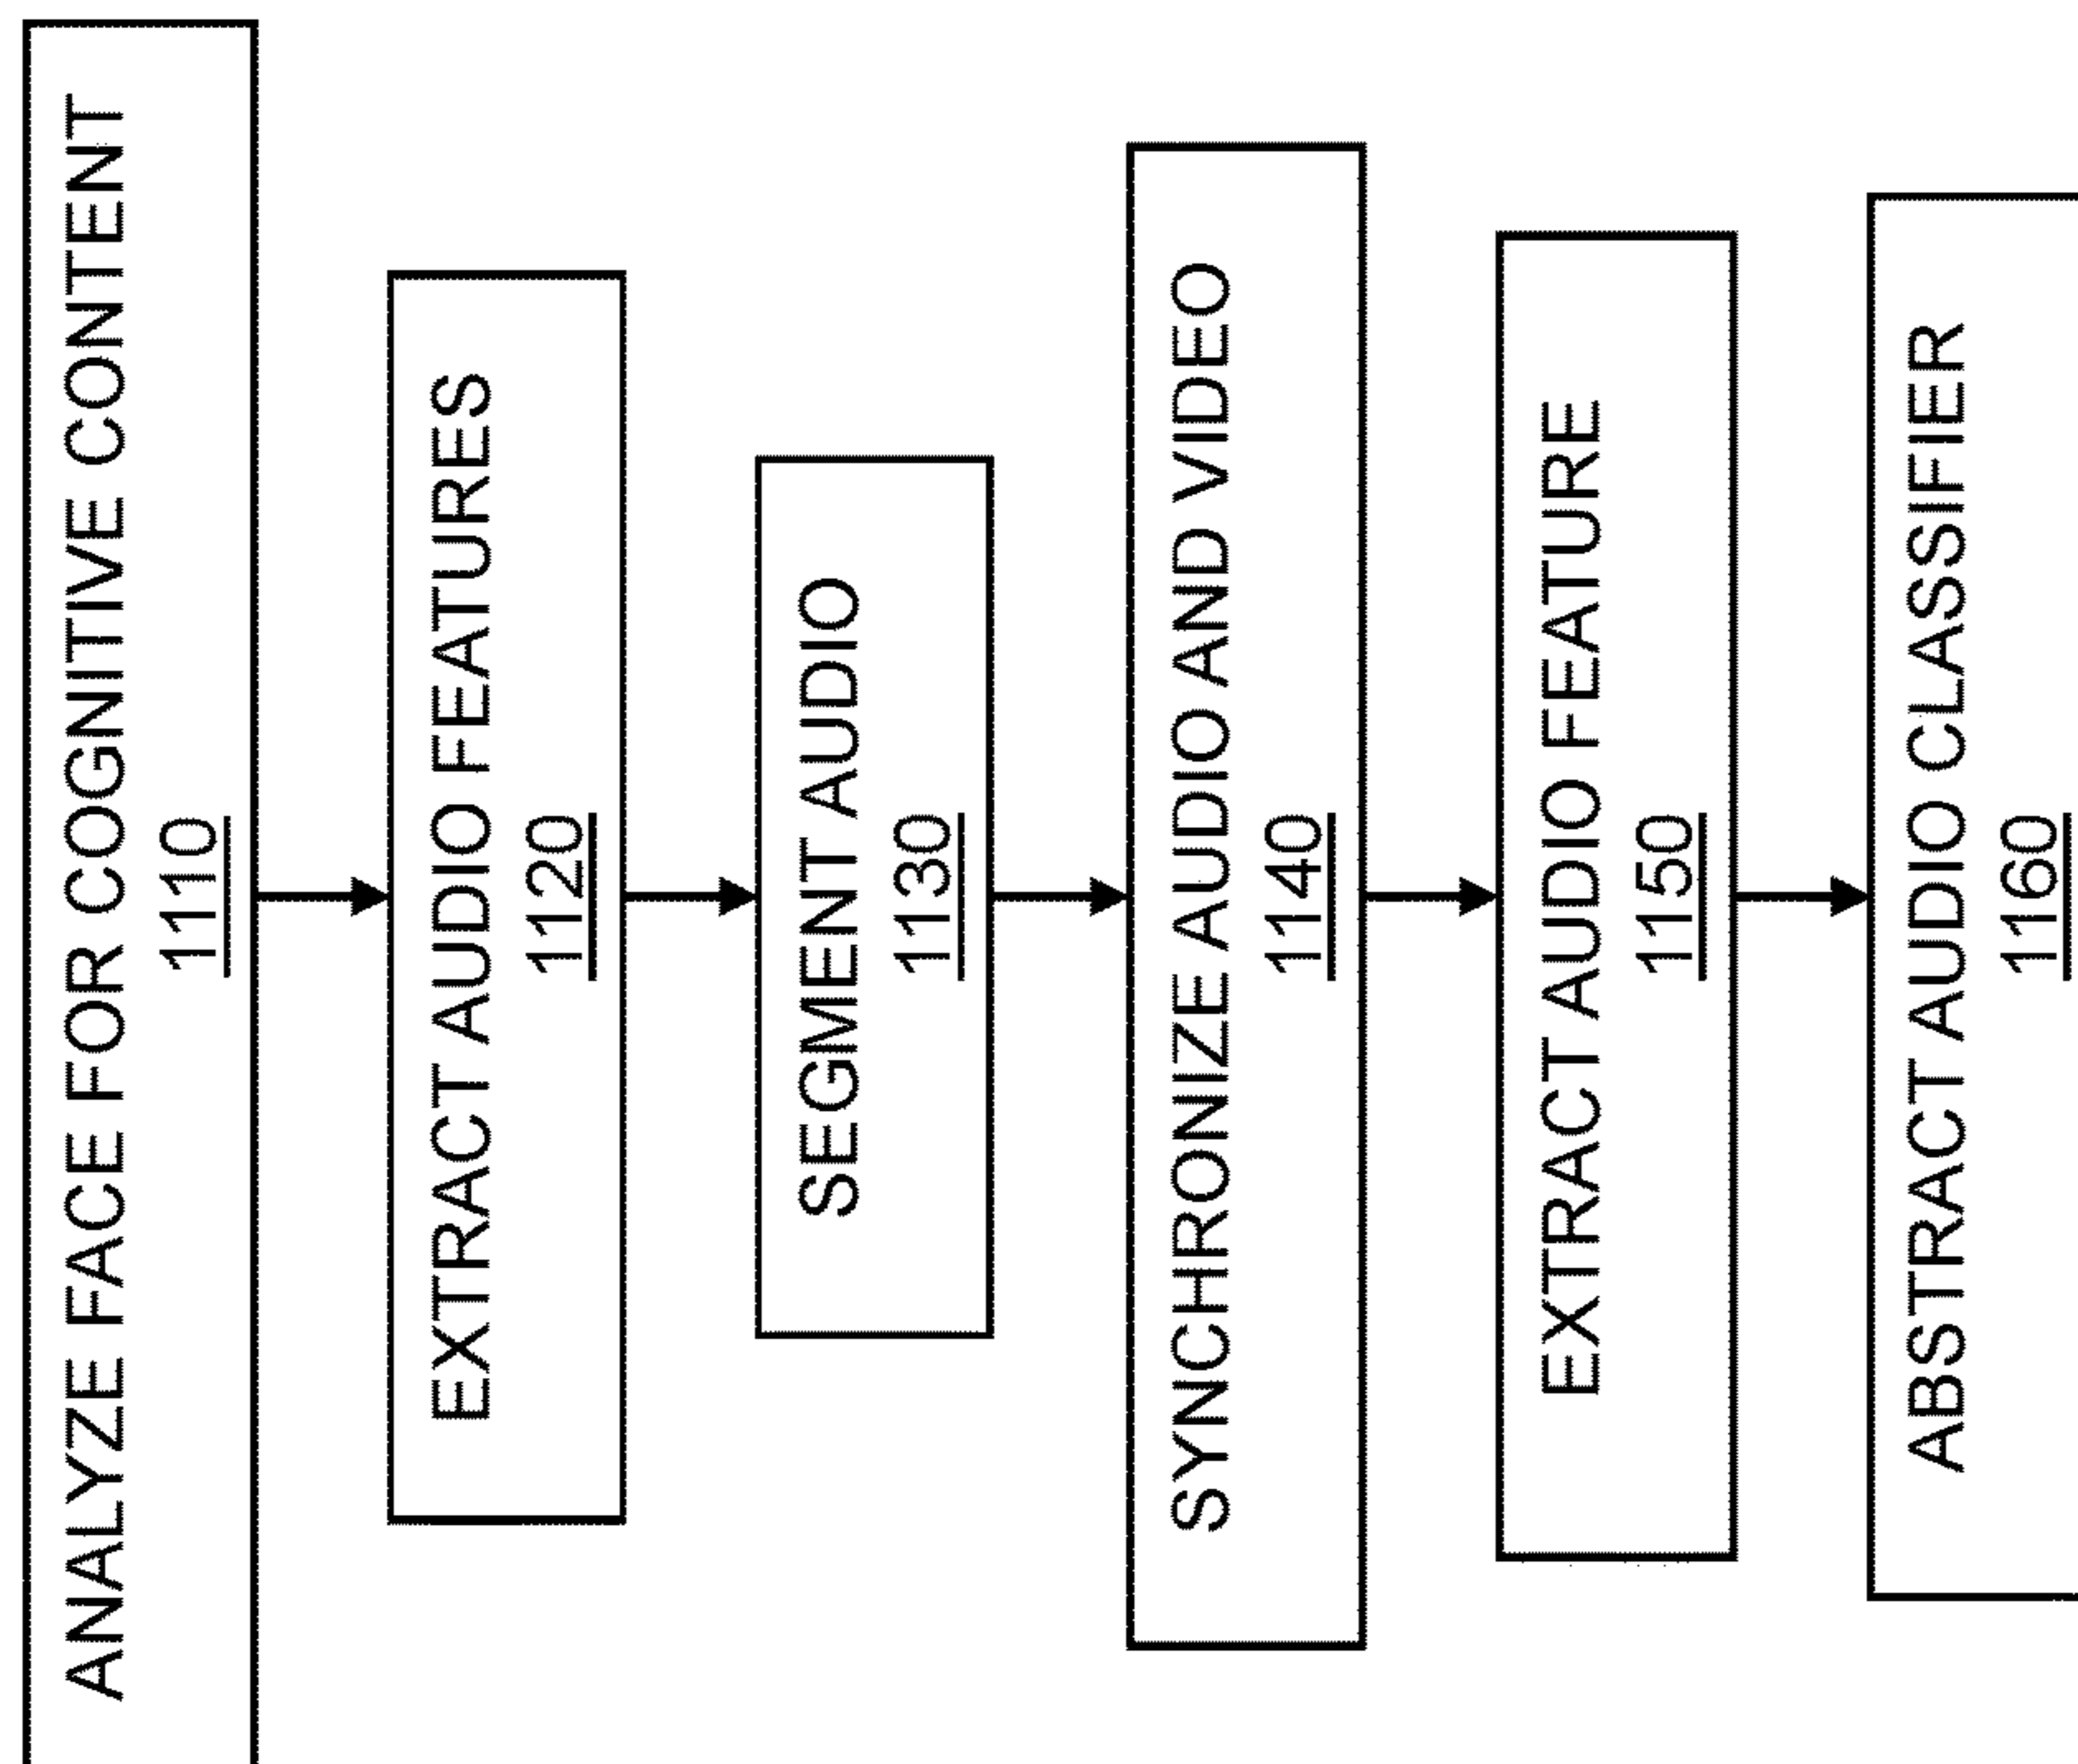 ANALYZE FACE FOR COGNITIVE CONTENT
1110
EXTRACT AUDIO FEATURES
1120
SEGMENT AUDIO
1130
SYNCHRONIZE AUDIO AND VIDEO
1140
EXTRACT AUDIO FEATURE
1150
ABSTRACT AUDIO CLASSIFIER
1160